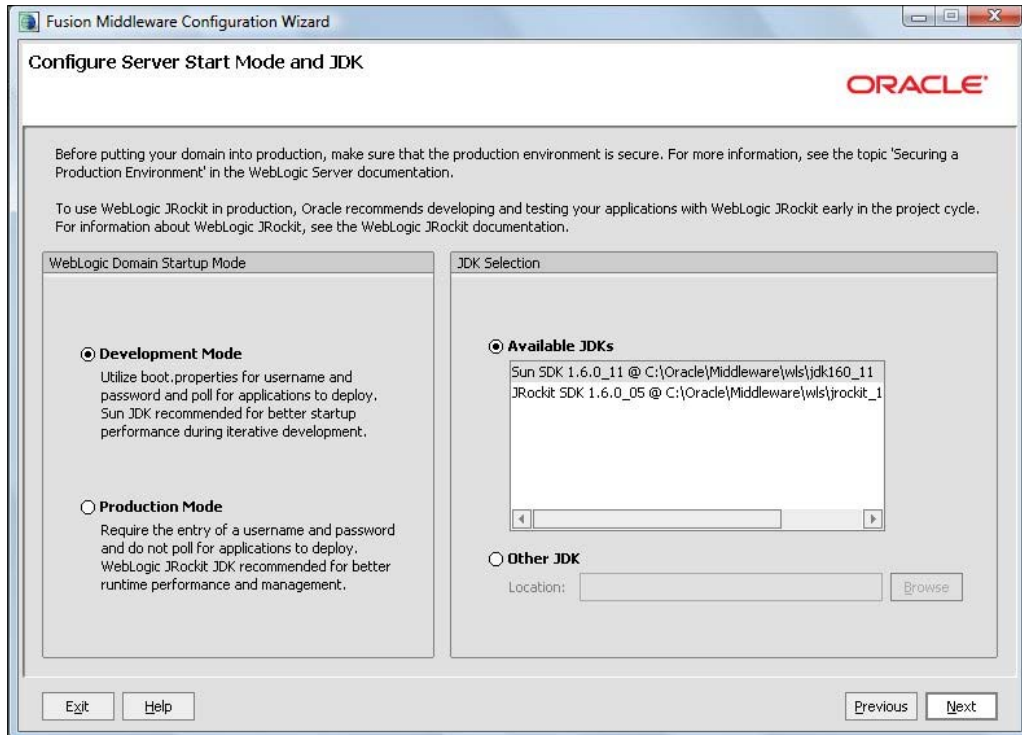 Fusion Middleware Configuration Wizard
Configure Server Start Mode and JDK
ORACLE
Before putting your domain into production, make sure that the production environment is secure. For more information, see the topic 'Securing a
Production Environment' in the WebLogic Server documentation.
To use WebLogic JRockit in production, Oracle recommends developing and testing your applications with WebLogic JRockit early in the project cycle.
For information about WebLogic JRockit, see the WebLogic JRockit documentation.
WebLogic Domain Startup Mode
Development Mode
Utilize boot.properties for username and
password and poll for applications to deploy.
Sun JDK recommended for better startup
performance during iterative development.
Production Mode
Require the entry of a username and password
and do not poll for applications to deploy.
WebLogic JRockit JDK recommended for better
runtime performance and management.
JDK Selection
Available JDKs
Sun SDK 1.6.0_11 @ C:\Oracle\Middleware\wls\jdk160_11
JRockit SDK 1.6.0_05 @ C:\Oracle\Middleware\wls\jrockit_1
Other JDK
Location:
Browse
Exit
Help
Previous
Next